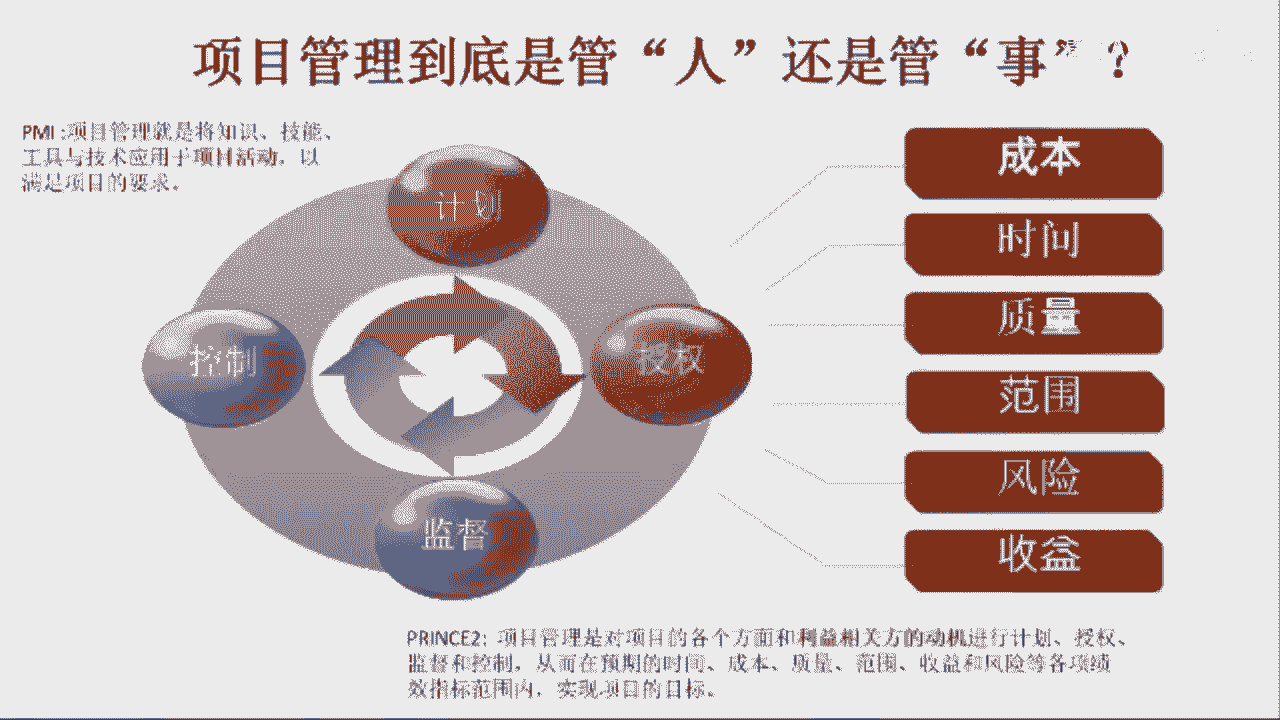 项目管理到底是管“人”还是管“事”？
PMI :项目管理就是将知识、技能、
工具与技术应用于项目活动，以
满足项目的要求。
计划
授权
监督
控制
成本
时间
质量
范围
风险
收益
PRINCE2：项目管理是对项目的各个方面和利益相关方的动机进行计划、授权、
监督和控制，从而在预期的时间、成本、质量、范围、收益和风险等各项绩
效指标范围内，实现项目的目标。